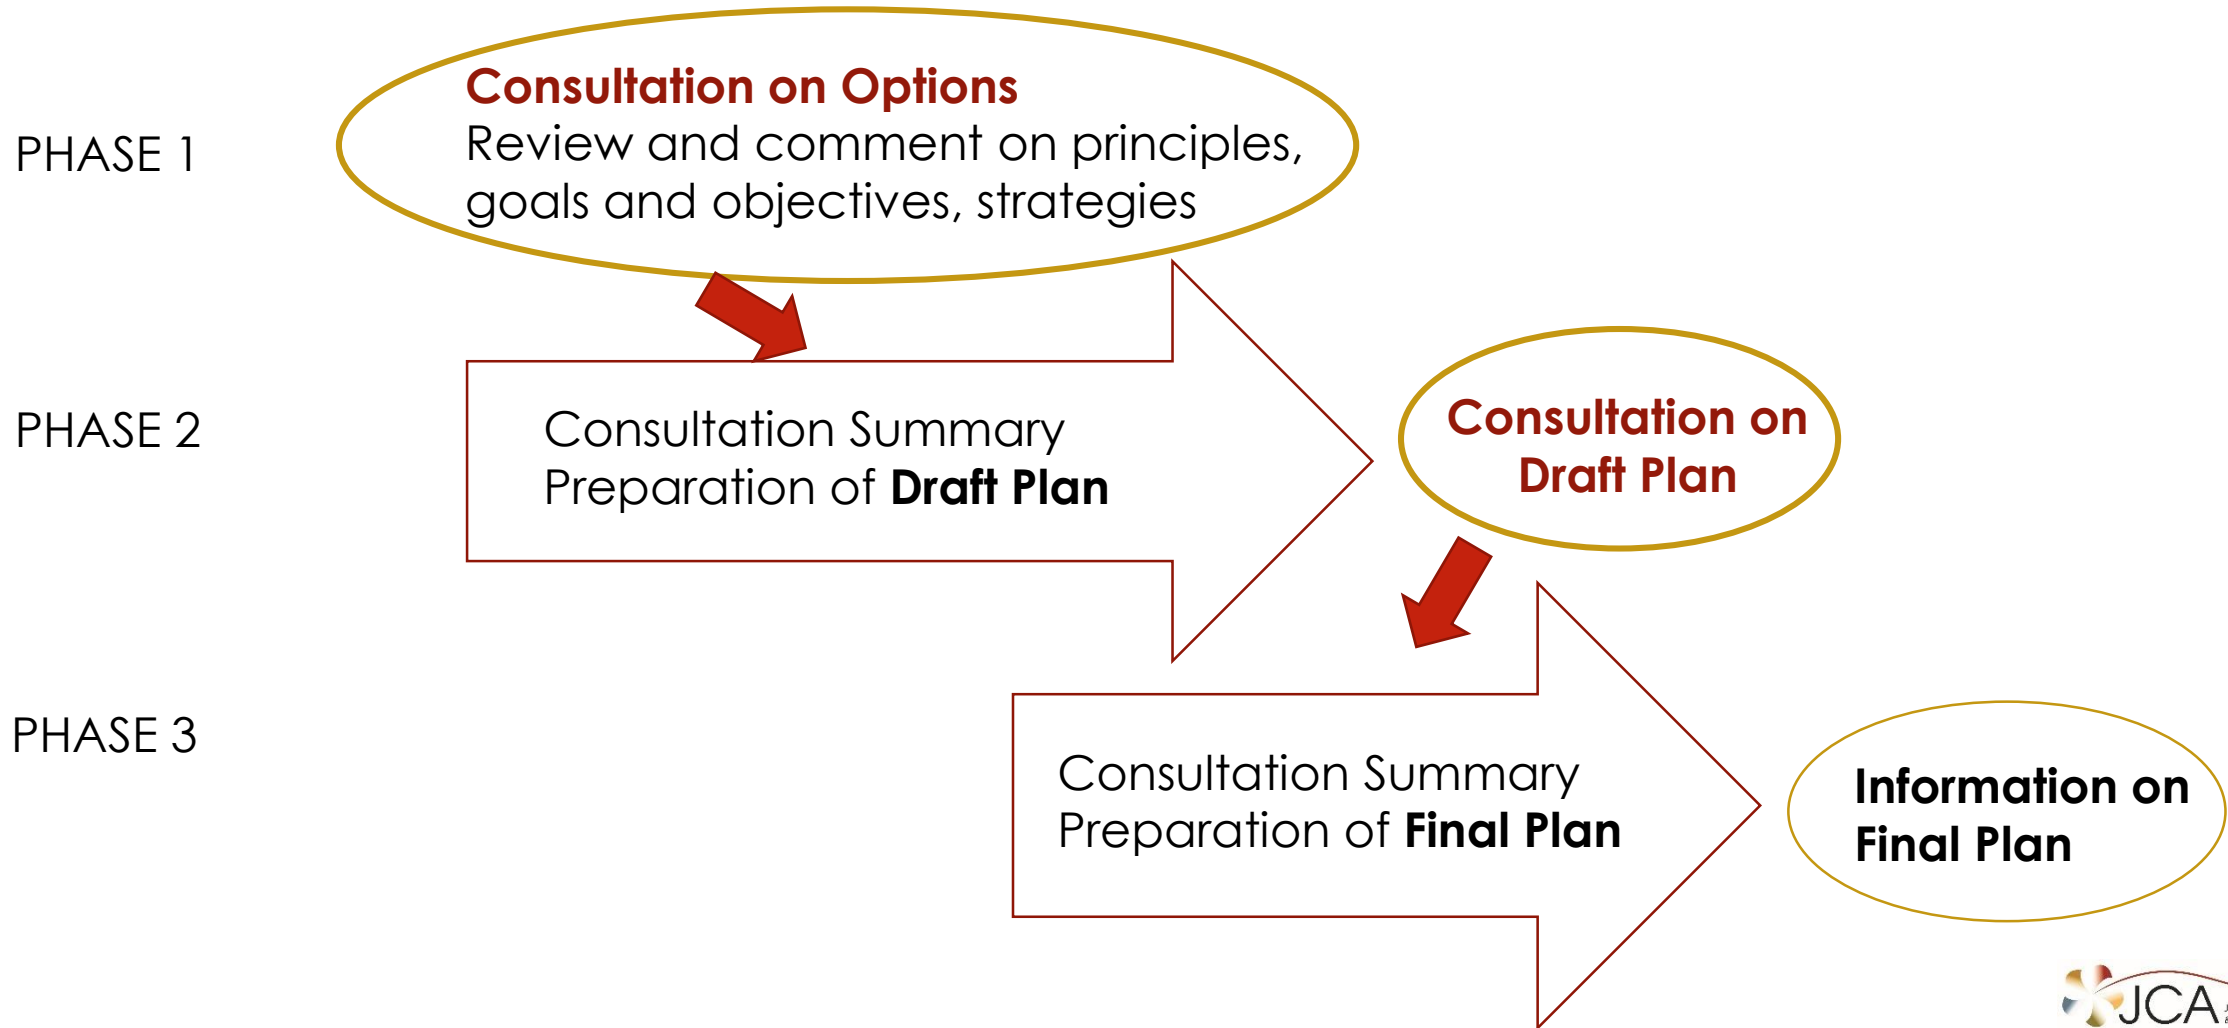 PHASE 1
Consultation on Options
Review and comment on principles,
goals and objectives, strategies
PHASE 2
Consultation Summary
Preparation of Draft Plan
Consultation on
Draft Plan
PHASE 3
Consultation Summary
Preparation of Final Plan
Information on
Final Plan
JCA